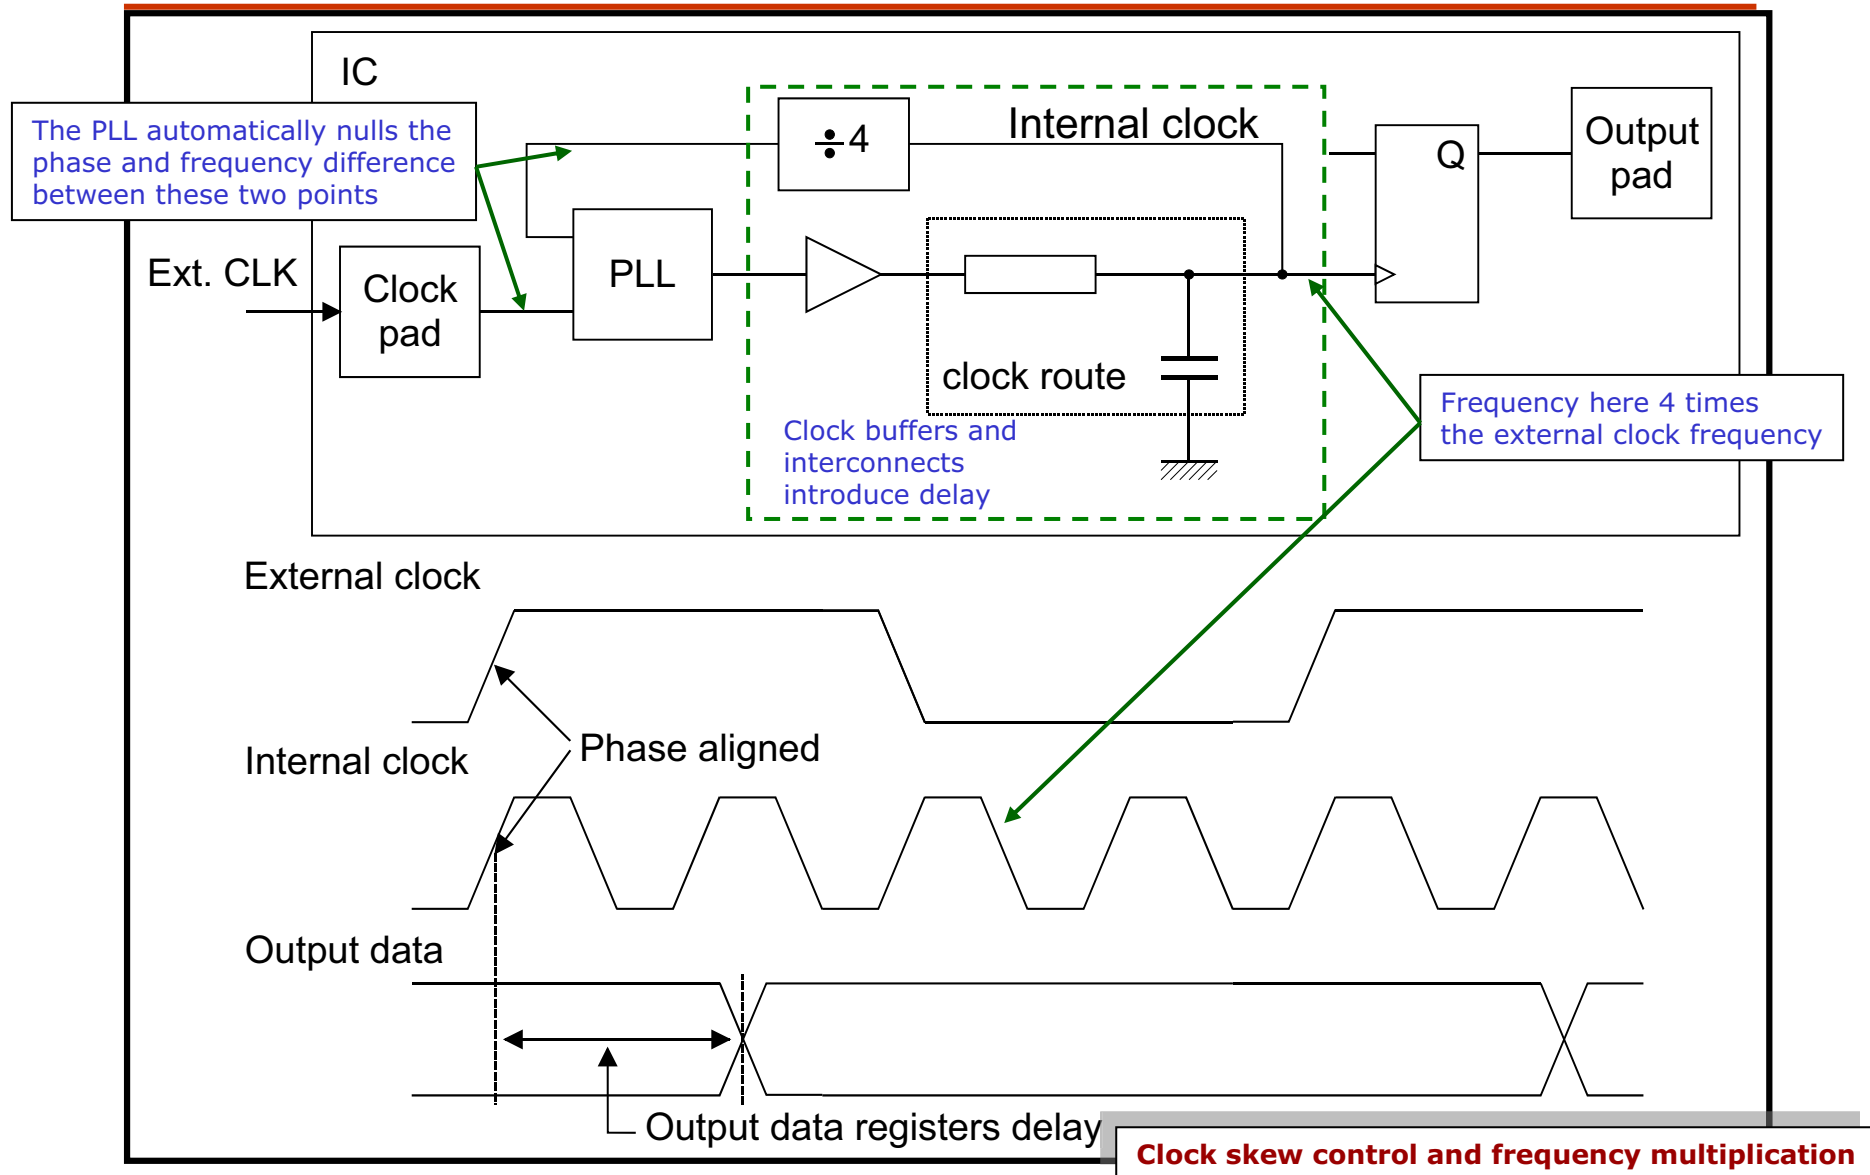 IC
The PLL automatically nulls the
phase and frequency difference
between these two points
÷4
Internal clock
Q
Output
pad
Ext. CLK
Clock
pad
PLL
clock route
Clock buffers and
interconnects
introduce delay
Frequency here 4 times
the external clock frequency
External clock
Phase aligned
Internal clock
Output data
Output data registers delay
Clock skew control and frequency multiplication